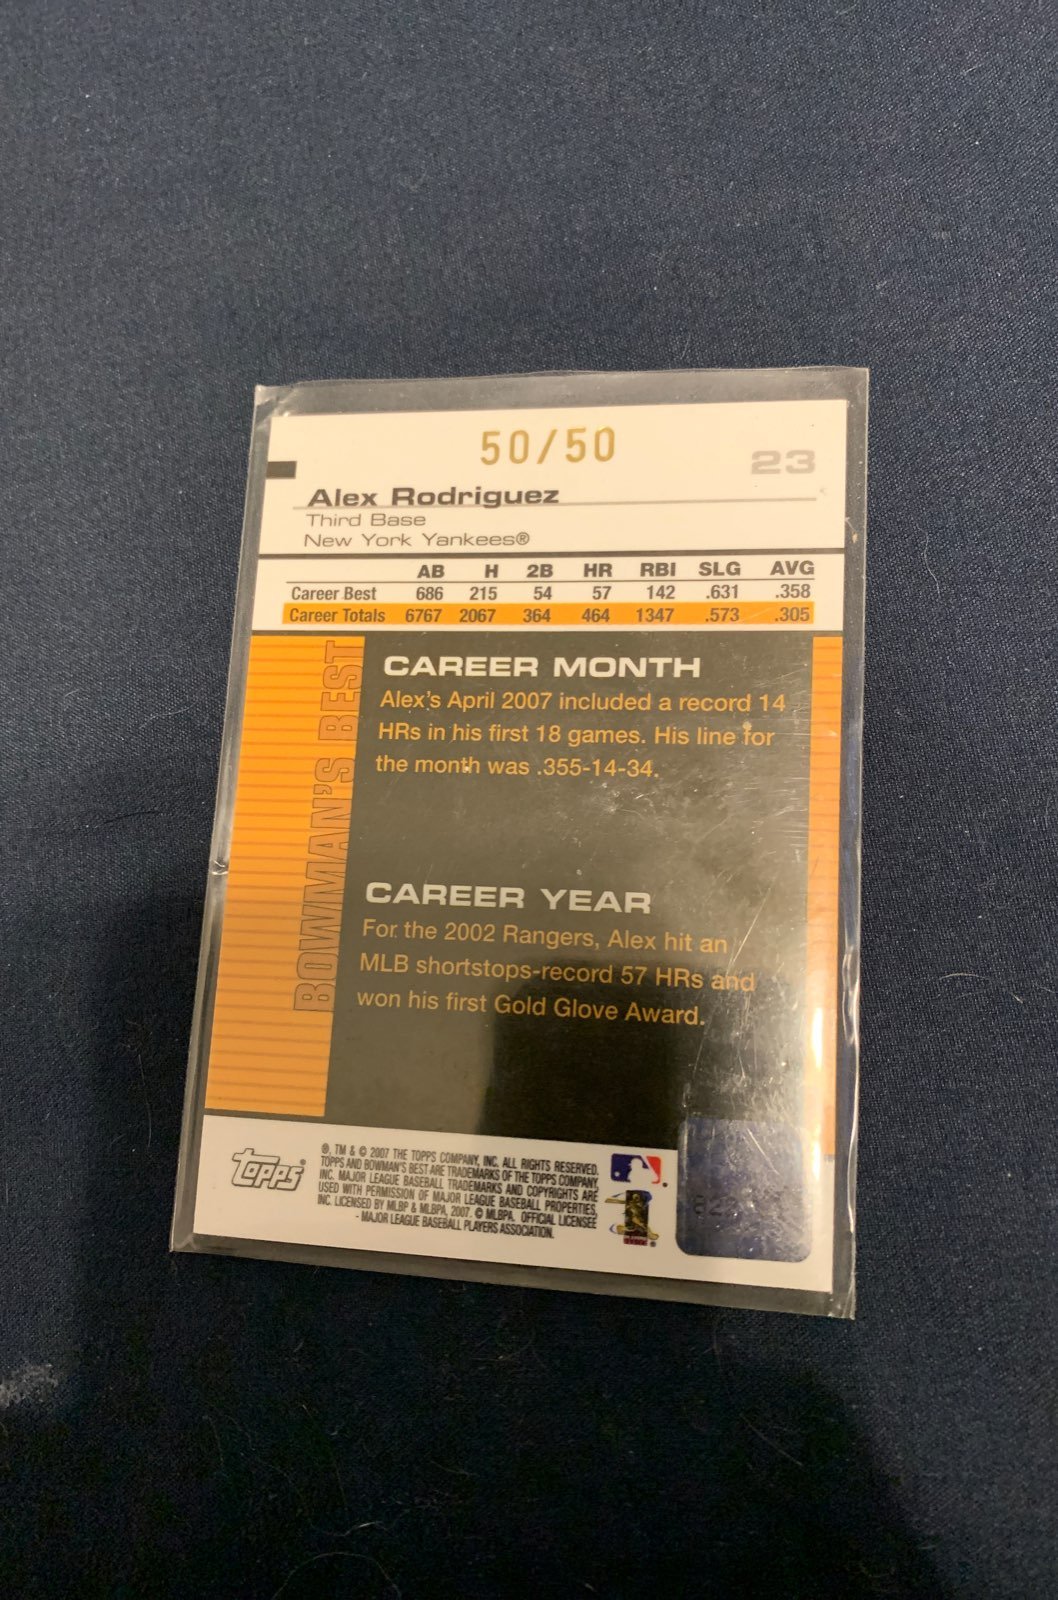 50/50
23
Alex Rodriguez
Third Base
New York Yankees®
AB H 2B HR RBI SLG AVG
Career Best 686 215 54 57 142 .631 .358
Career Totals 6767 2067 364 464 1347 .573 .305
BOWMAN'S BEST
CAREER MONTH
Alex's April 2007 included a record 14
HRs in his first 18 games. His line for
the month was .355-14-34.
CAREER YEAR
For the 2002 Rangers, Alex hit an
MLB shortstops-record 57 HRs and
won his first Gold Glove Award.
topps®
®, TM & © 2007 THE TOPPS COMPANY, INC. ALL RIGHTS RESERVED.
TOPPS AND BOWMAN'S BEST ARE TRADEMARKS OF THE TOPPS COMPANY,
INC. MAJOR LEAGUE BASEBALL TRADEMARKS AND COPYRIGHTS ARE
USED WITH PERMISSION OF MAJOR LEAGUE BASEBALL PROPERTIES,
INC. LICENSED BY MLBP & MLBPA, 2007. © MLBPA. OFFICIAL LICENSEE
- MAJOR LEAGUE BASEBALL PLAYERS ASSOCIATION.